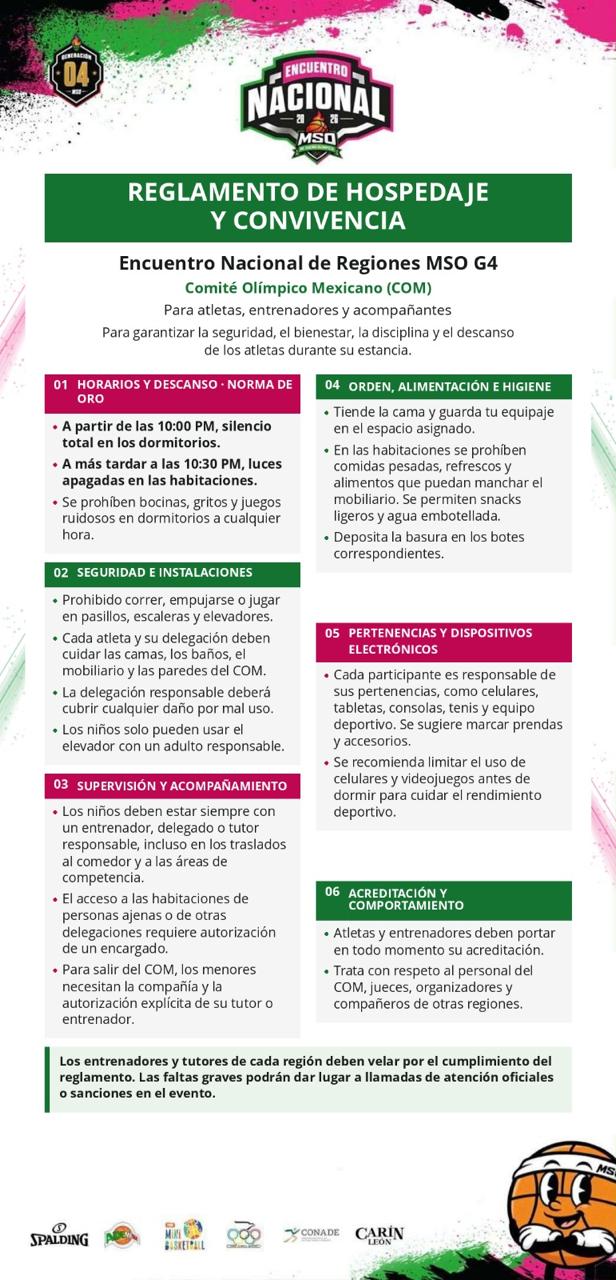 GENERACIÓN
04
MSO
ENCUENTRO
NACIONAL
20 26
MSO
REGLAMENTO DE HOSPEDAJE
Y CONVIVENCIA
Encuentro Nacional de Regiones MSO G4
Comité Olímpico Mexicano (COM)
Para atletas, entrenadores y acompañantes
Para garantizar la seguridad, el bienestar, la disciplina y el descanso
de los atletas durante su estancia.
01 HORARIOS Y DESCANSO · NORMA DE
ORO
• A partir de las 10:00 PM, silencio
total en los dormitorios.
• A más tardar a las 10:30 PM, luces
apagadas en las habitaciones.
• Se prohíben bocinas, gritos y juegos
ruidosos en dormitorios a cualquier
hora.
02 SEGURIDAD E INSTALACIONES
• Prohibido correr, empujarse o jugar
en pasillos, escaleras y elevadores.
• Cada atleta y su delegación deben
cuidar las camas, los baños, el
mobiliario y las paredes del COM.
• La delegación responsable deberá
cubrir cualquier daño por mal uso.
• Los niños solo pueden usar el
elevador con un adulto responsable.
03 SUPERVISIÓN Y ACOMPAÑAMIENTO
• Los niños deben estar siempre con
un entrenador, delegado o tutor
responsable, incluso en los traslados
al comedor y a las áreas de
competencia.
• El acceso a las habitaciones de
personas ajenas o de otras
delegaciones requiere autorización
de un encargado.
• Para salir del COM, los menores
necesitan la compañía y la
autorización explícita de su tutor o
entrenador.
04 ORDEN, ALIMENTACIÓN E HIGIENE
• Tiende la cama y guarda tu equipaje
en el espacio asignado.
• En las habitaciones se prohíben
comidas pesadas, refrescos y
alimentos que puedan manchar el
mobiliario. Se permiten snacks
ligeros y agua embotellada.
• Deposita la basura en los botes
correspondientes.
05 PERTENENCIAS Y DISPOSITIVOS
ELECTRÓNICOS
• Cada participante es responsable de
sus pertenencias, como celulares,
tabletas, consolas, tenis y equipo
deportivo. Se sugiere marcar prendas
y accesorios.
• Se recomienda limitar el uso de
celulares y videojuegos antes de
dormir para cuidar el rendimiento
deportivo.
06 ACREDITACIÓN Y
COMPORTAMIENTO
• Atletas y entrenadores deben portar
en todo momento su acreditación.
• Trata con respeto al personal del
COM, jueces, organizadores y
compañeros de otras regiones.
Los entrenadores y tutores de cada región deben velar por el cumplimiento del
reglamento. Las faltas graves podrán dar lugar a llamadas de atención oficiales
o sanciones en el evento.
MSO
SPALDING
MINI
BASKETBALL
CONADE
CARÍN
LEÓN